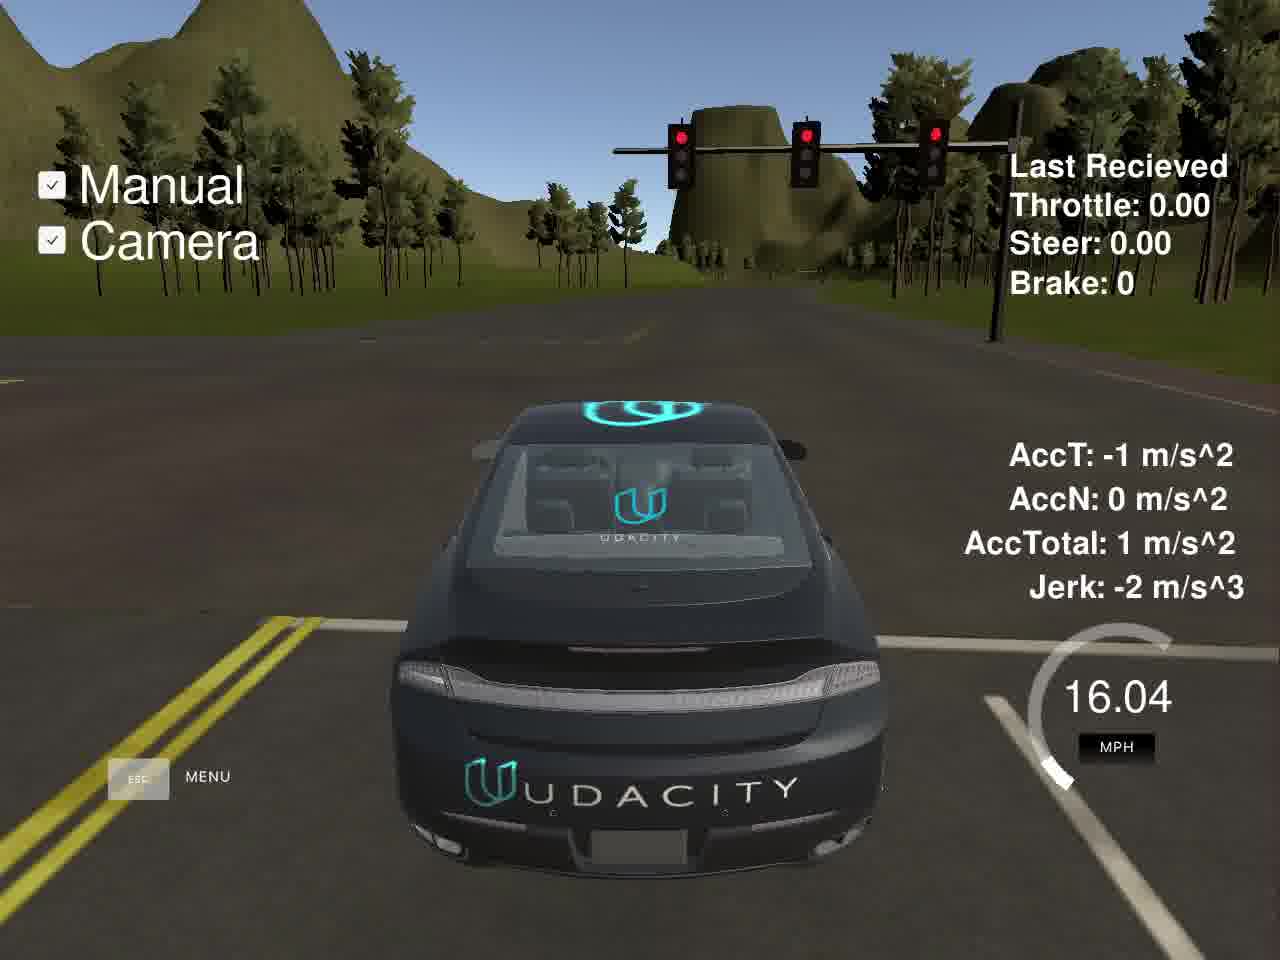 Manual
Camera
Last Recieved
Throttle: 0.00
Steer: 0.00
Brake: 0
UDACITY
AccT: -1 m/s^2
AccN: 0 m/s^2
AccTotal: 1 m/s^2
Jerk: -2 m/s^3
16.04
MPH
ESC
MENU
UDACITY